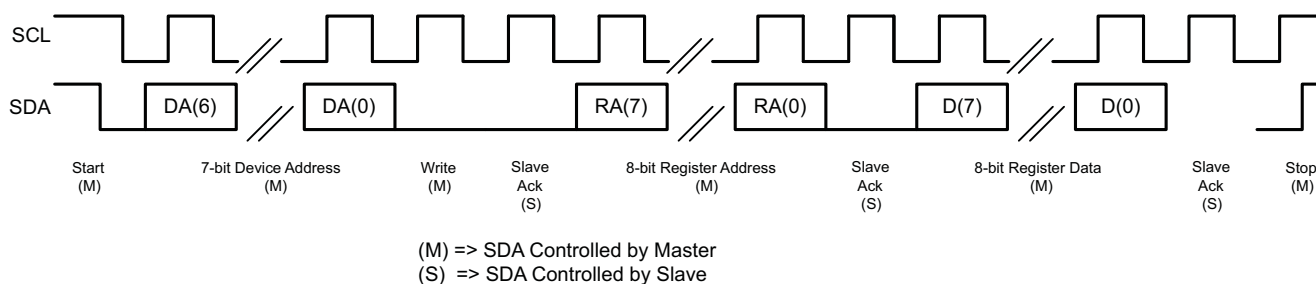 SCL
SDA
DA(6)
DA(0)
RA(7)
RA(0)
D(7)
D(0)
Start
(M)
7-bit Device Address
(M)
Write
(M)
Slave
Ack
(S)
8-bit Register Address
(M)
Slave
Ack
(S)
8-bit Register Data
(M)
Slave
Ack
(S)
Stop
(M)
(M) => SDA Controlled by Master
(S) => SDA Controlled by Slave